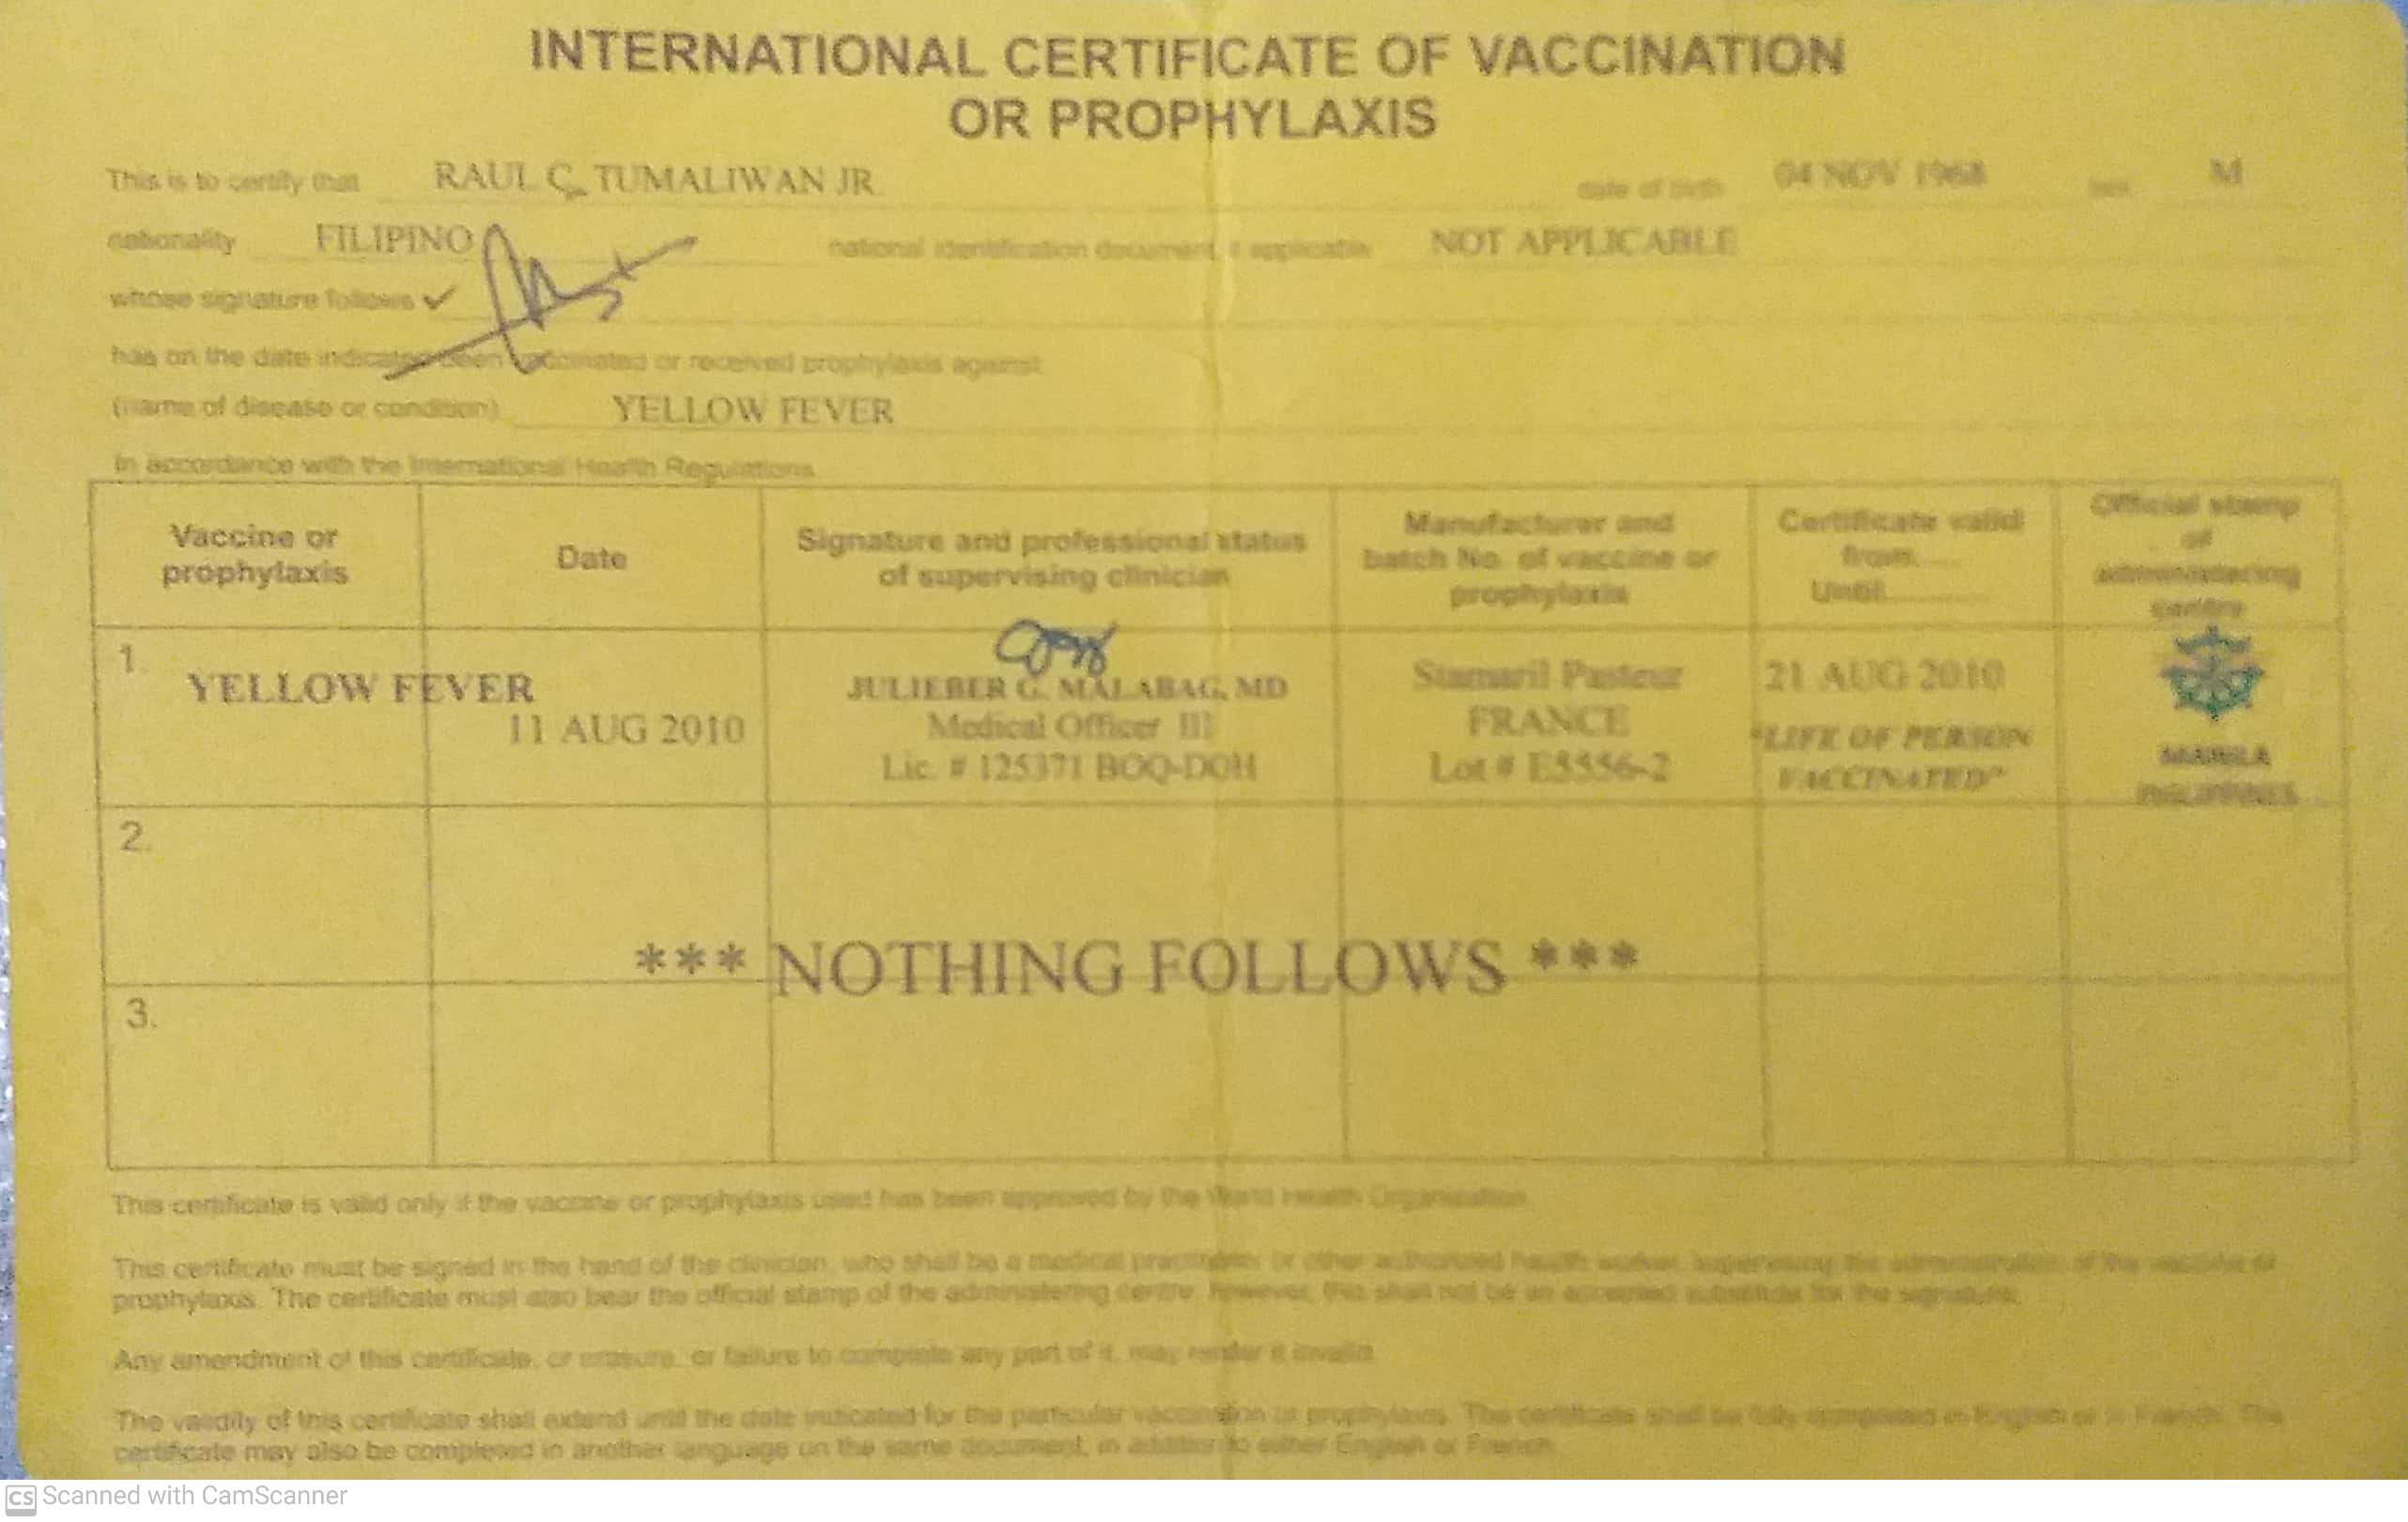 INTERNATIONAL CERTIFICATE OF VACCINATION
OR PROPHYLAXIS
This is to certify that RAUL C. TUMALIWAN JR. date of birth 04 NOV 1968 sex M
nationality FILIPINO national identification document, if applicable NOT APPLICABLE
whose signature follows ✓
has on the date indicated been vaccinated or received prophylaxis against:
(name of disease or condition) YELLOW FEVER
In accordance with the International Health Regulations.
Vaccine or prophylaxis
Date
Signature and professional status of supervising clinician
Manufacturer and batch No. of vaccine or prophylaxis
Certificate valid from...... Until............
Official stamp of administering centre
1. YELLOW FEVER
11 AUG 2010
JULIEBER G. MALABAG, MD
Medical Officer III
Lic. # 125371 BOQ-DOH
Stamaril Pasteur
FRANCE
Lot # E5556-2
21 AUG 2010
"LIFE OF PERSON
VACCINATED"
MANILA
PHILIPPINES
2.
*** NOTHING FOLLOWS ***
3.
This certificate is valid only if the vaccine or prophylaxis used has been approved by the World Health Organization.
This certificate must be signed in the hand of the clinician, who shall be a medical practitioner or other authorized health worker, supervising the administration of the vaccine or
prophylaxis. The certificate must also bear the official stamp of the administering centre; however, this shall not be an accepted substitute for the signature.
Any amendment of this certificate, or erasure, or failure to complete any part of it, may render it invalid.
The validity of this certificate shall extend until the date indicated for the particular vaccination or prophylaxis. The certificate shall be fully completed in English or in French. The
certificate may also be completed in another language on the same document, in addition to either English or French.
CS Scanned with CamScanner